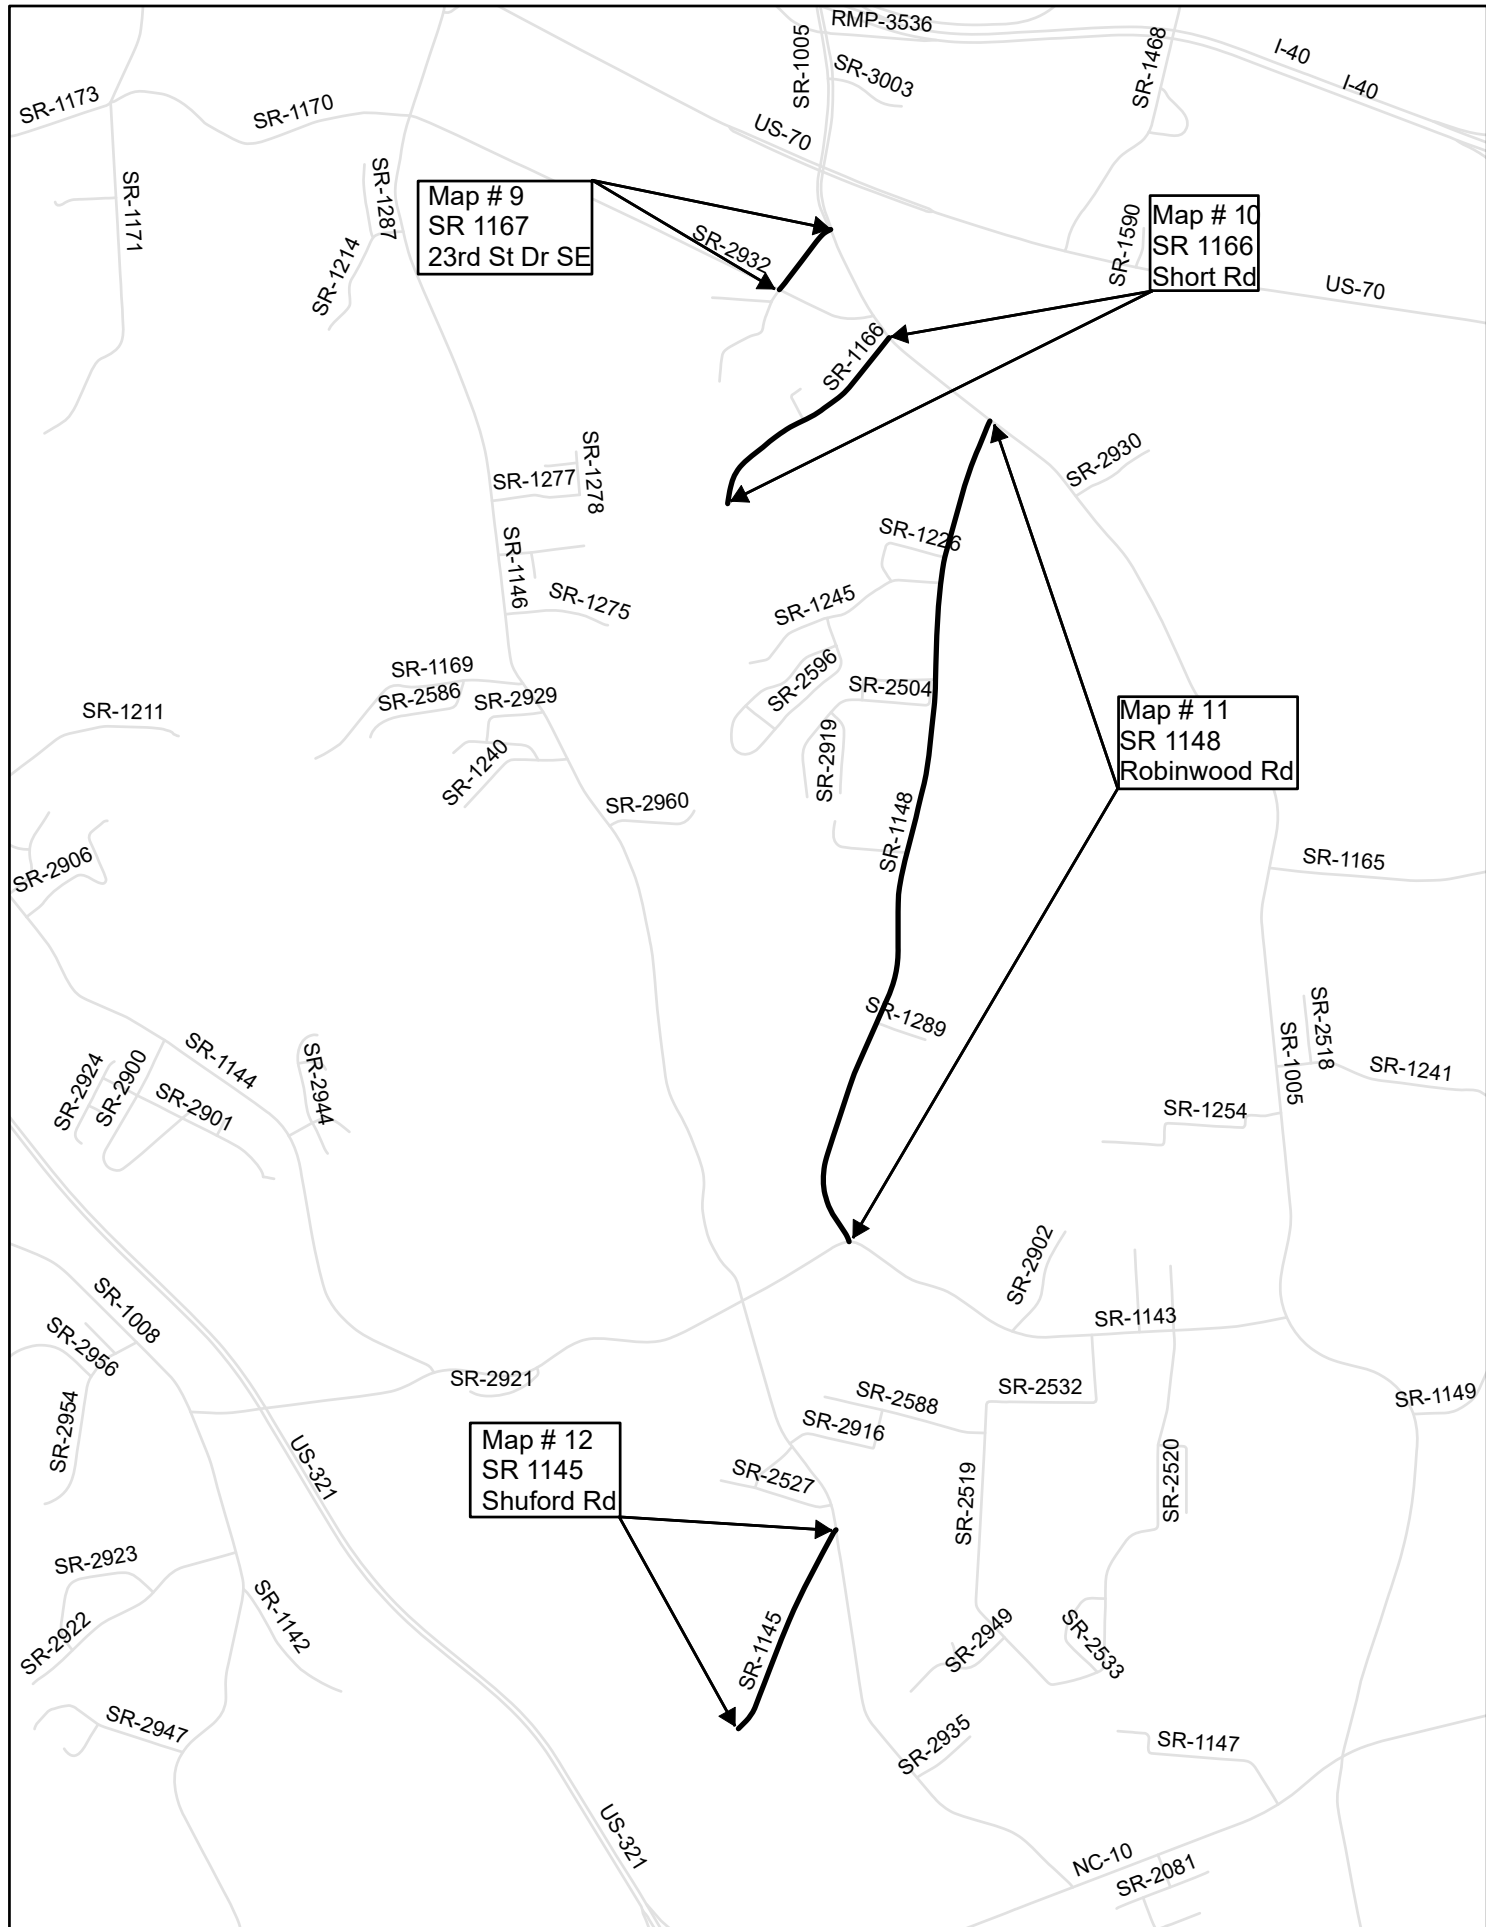 RMP-3536
SR-1005
SR-3003
SR-1468
I-40
I-40
SR-1173
SR-1170
US-70
SR-1171
SR-1287
SR-1214
Map # 9
SR 1167
23rd St Dr SE
SR-2932
SR-1590
Map # 10
SR 1166
Short Rd
US-70
SR-1166
SR-2930
SR-1277
SR-1278
SR-1226
SR-1146
SR-1275
SR-1245
SR-1169
SR-2586
SR-2929
SR-2596
SR-2504
SR-1211
Map # 11
SR 1148
Robinwood Rd
SR-2919
SR-1240
SR-2960
SR-1148
SR-1165
SR-2906
SR-1289
SR-2518
SR-1005
SR-1241
SR-1144
SR-2924
SR-2900
SR-2901
SR-2944
SR-1254
SR-2902
SR-1008
SR-1143
SR-2956
SR-2954
SR-2921
SR-2532
SR-2588
SR-1149
SR-2916
Map # 12
SR 1145
Shuford Rd
US-321
SR-2527
SR-2519
SR-2520
SR-2923
SR-2922
SR-1142
SR-1145
SR-2949
SR-2533
SR-2947
SR-2935
SR-1147
US-321
NC-10
SR-2081